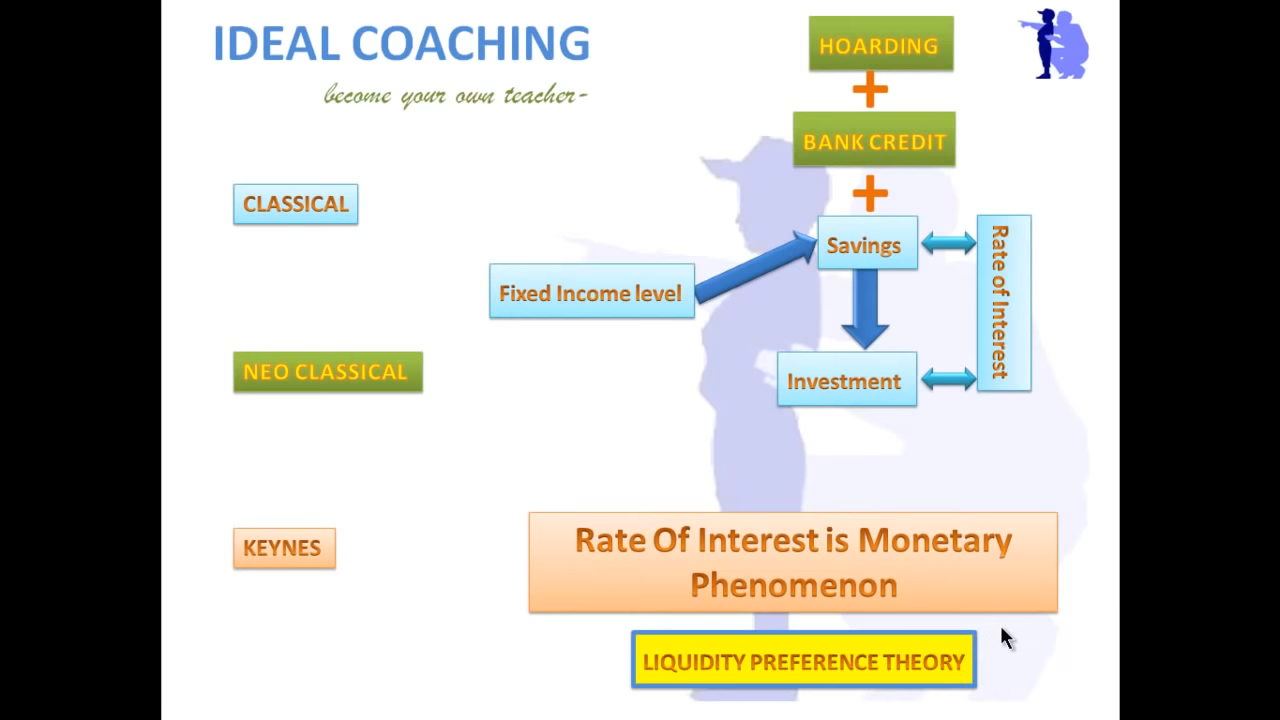 IDEAL COACHING
become your own teacher-
HOARDING
+
BANK CREDIT
+
CLASSICAL
Savings
Rate of Interest
Fixed Income level
NEO CLASSICAL
Investment
KEYNES
Rate Of Interest is Monetary
Phenomenon
LIQUIDITY PREFERENCE THEORY